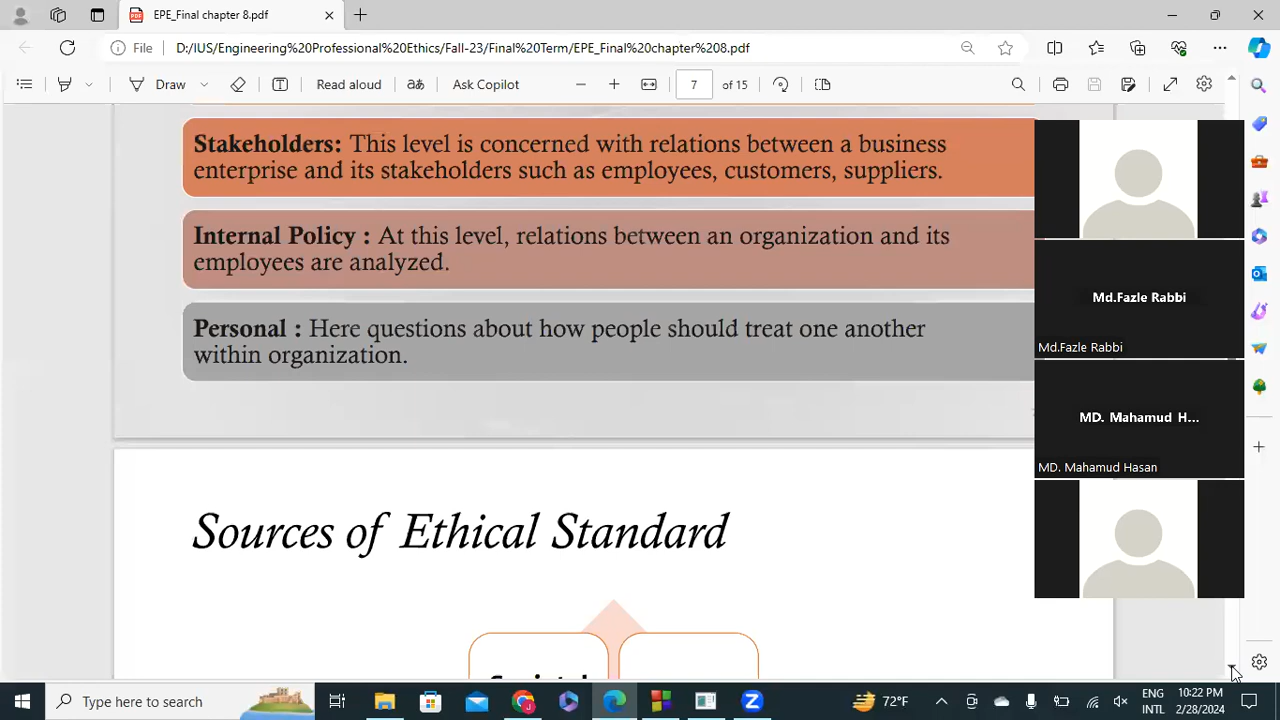 EPE_Final chapter 8.pdf
File
D:/IUS/Engineering%20Professional%20Ethics/Fall-23/Final%20Term/EPE_Final%20chapter%208.pdf
Draw
Read aloud
Ask Copilot
7
of 15
Stakeholders: This level is concerned with relations between a business
enterprise and its stakeholders such as employees, customers, suppliers.
Internal Policy : At this level, relations between an organization and its
employees are analyzed.
Personal : Here questions about how people should treat one another
within organization.
Sources of Ethical Standard
Md.Fazle Rabbi
Md.Fazle Rabbi
MD. Mahamud H...
MD. Mahamud Hasan
Type here to search
72°F
ENG
INTL
10:22 PM
2/28/2024